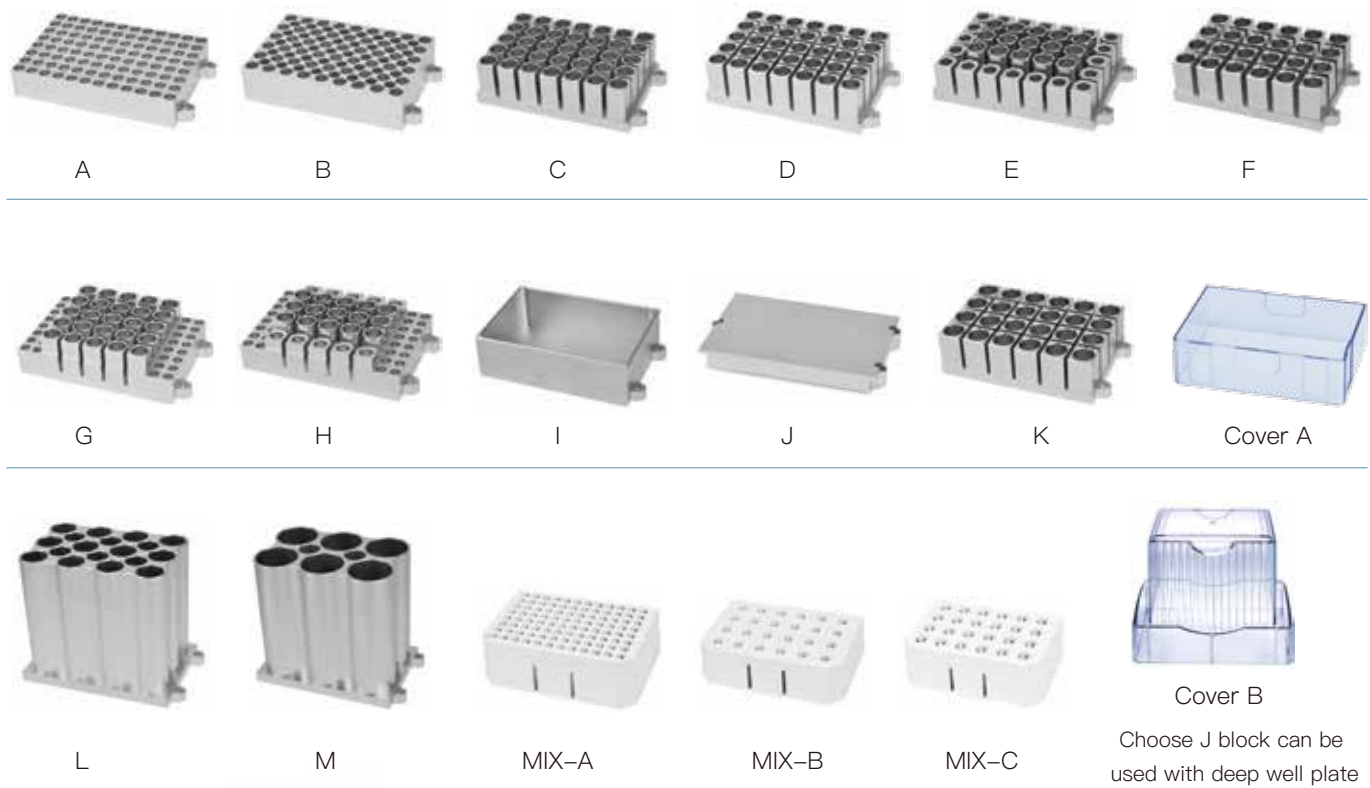 A
B
C
D
E
F
G
H
I
J
K
Cover A
L
M
MIX–A
MIX–B
MIX–C
Cover B
Choose J block can be
used with deep well plate